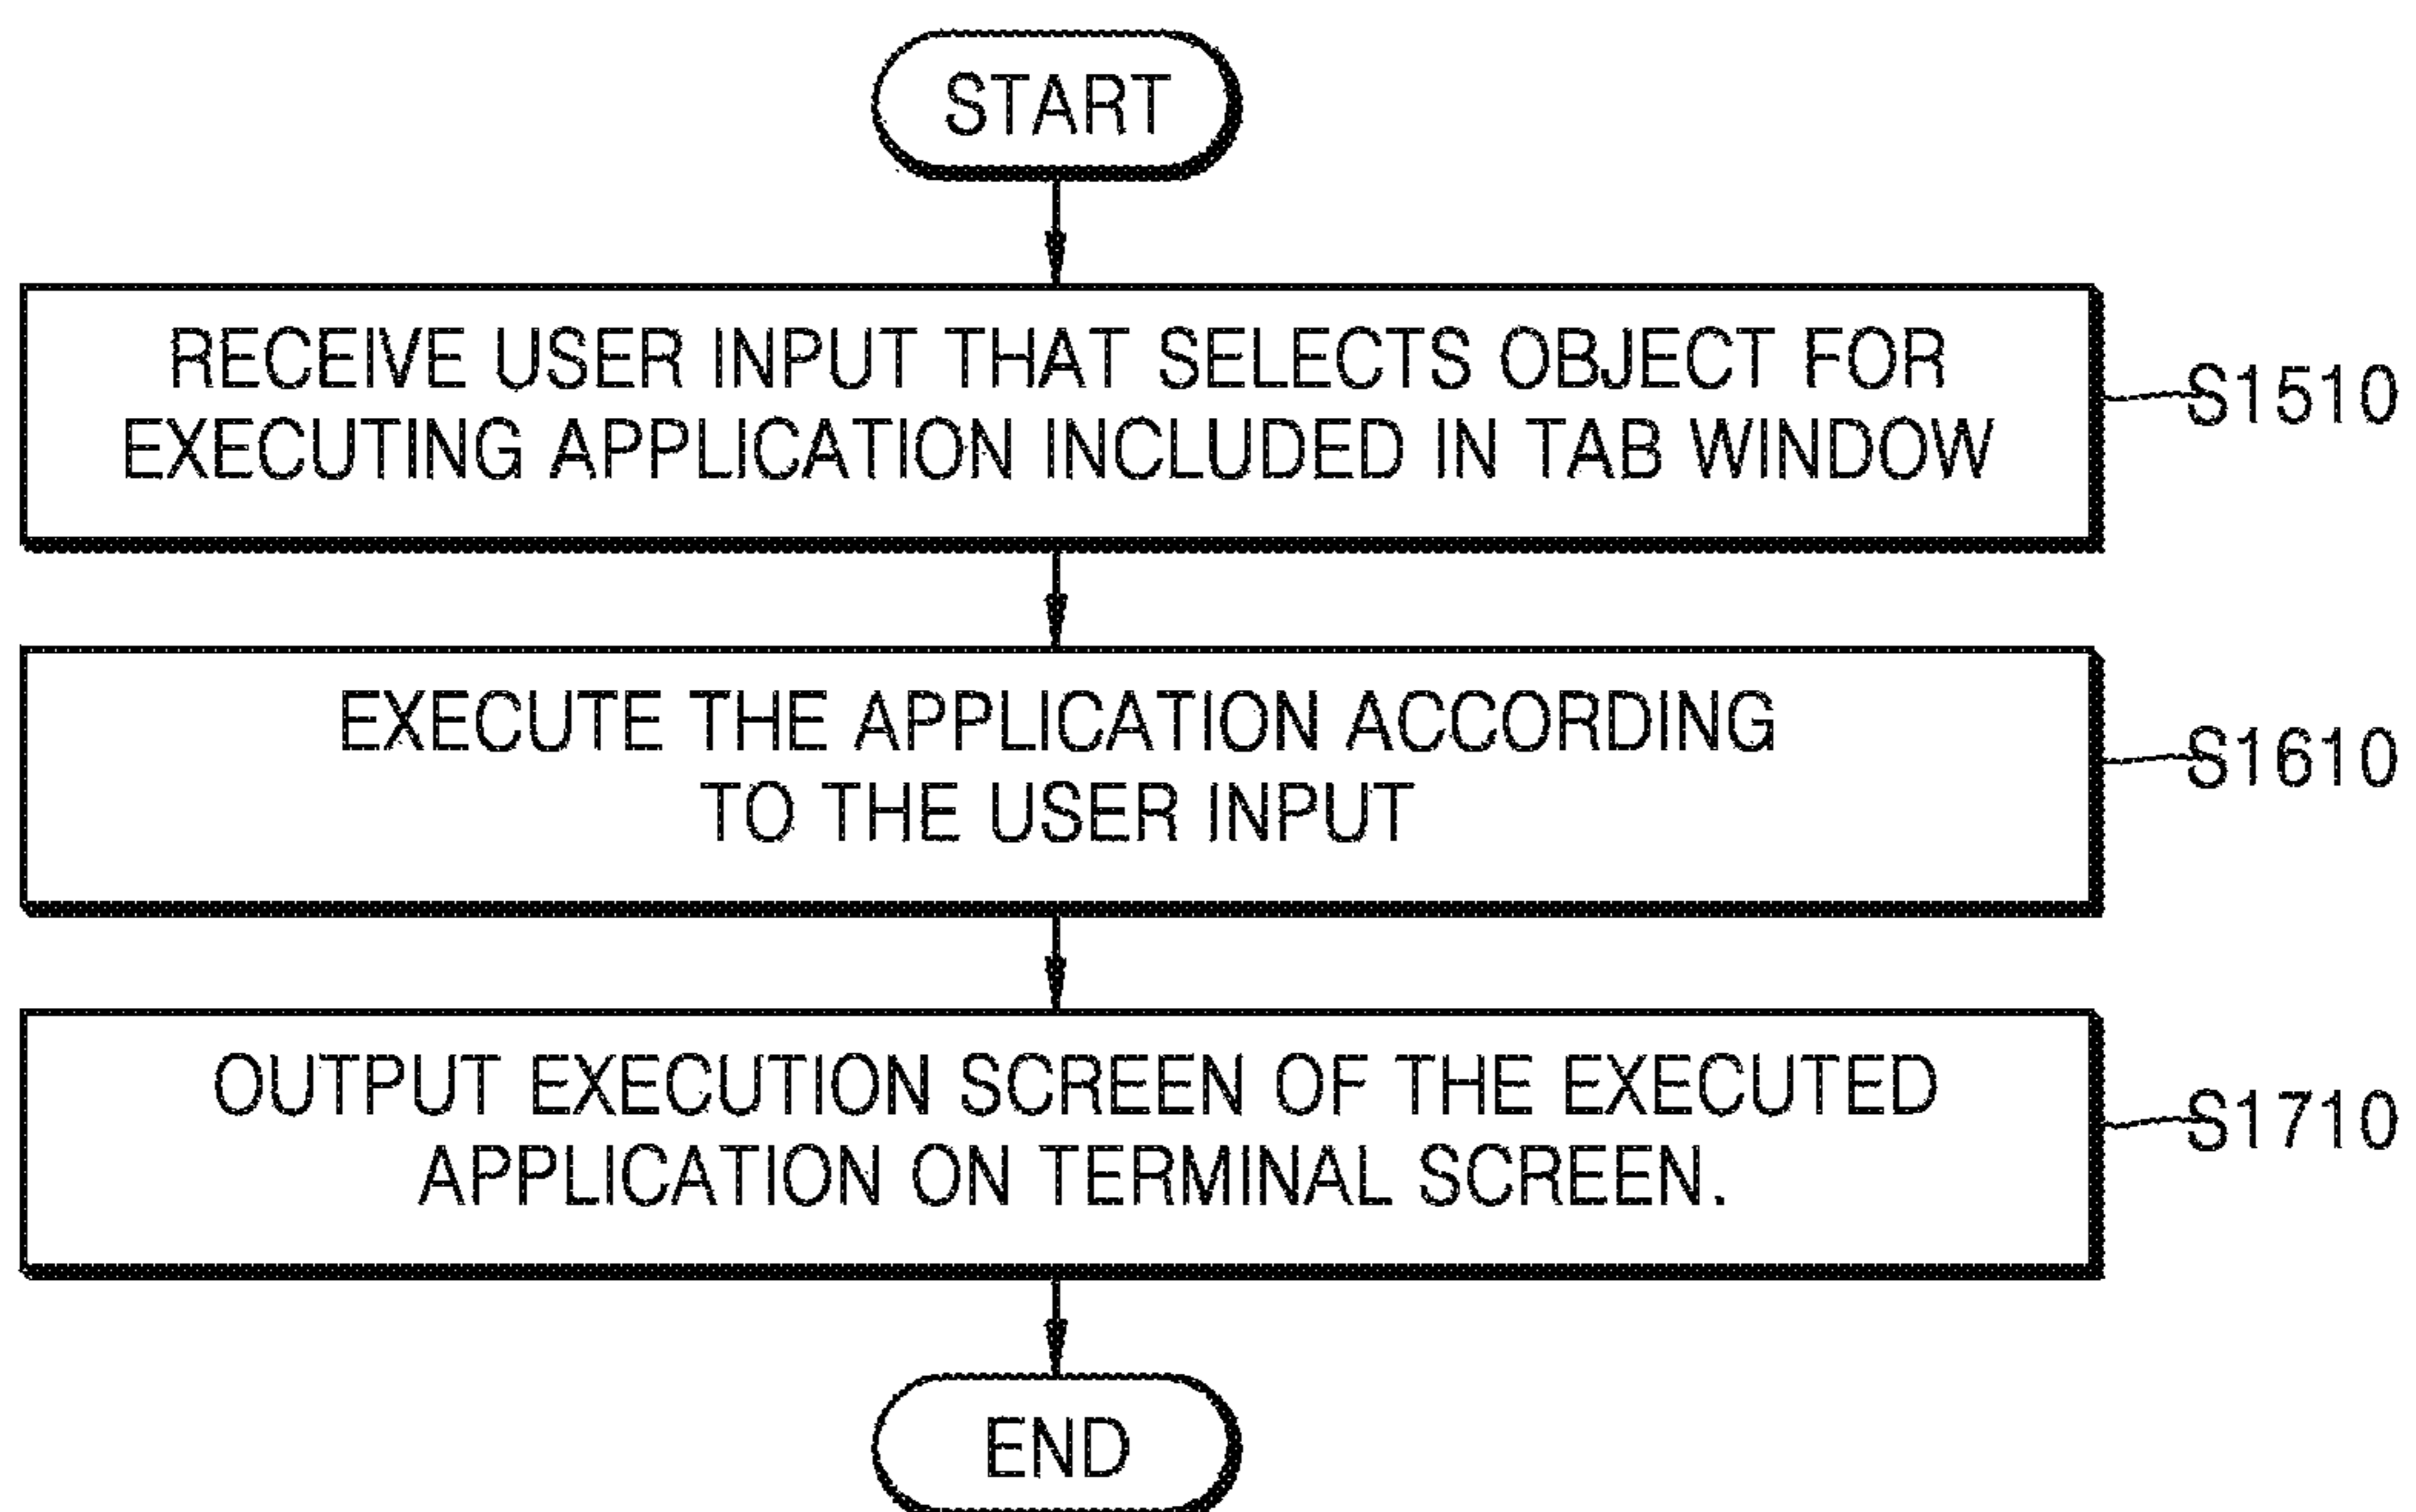 START
RECEIVE USER INPUT THAT SELECTS OBJECT FOR
EXECUTING APPLICATION INCLUDED IN TAB WINDOW
S1510
EXECUTE THE APPLICATION ACCORDING
TO THE USER INPUT
S1610
OUTPUT EXECUTION SCREEN OF THE EXECUTED
APPLICATION ON TERMINAL SCREEN.
S1710
END